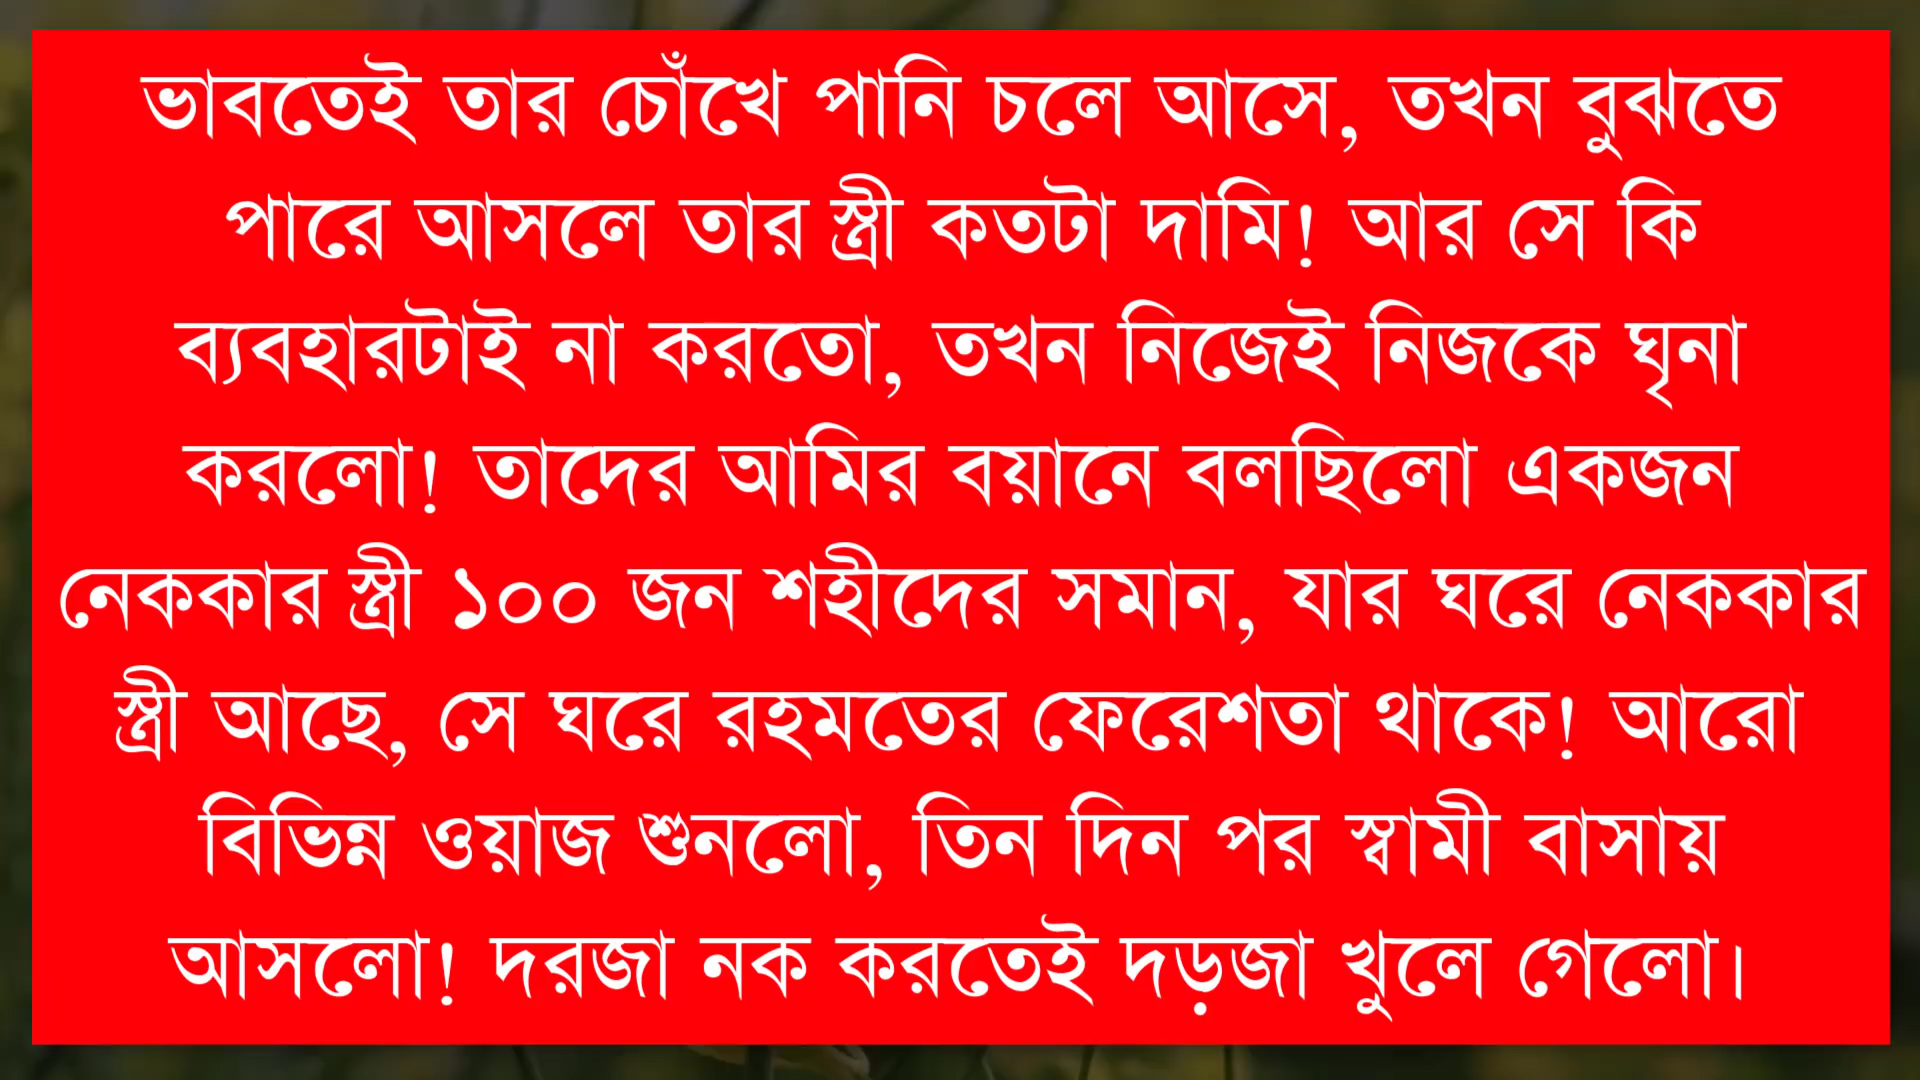 ভাবতেই তার চোঁখে পানি চলে আসে, তখন বুঝতে
পারে আসলে তার স্ত্রী কতটা দামি! আর সে কি
ব্যবহারটাই না করতো, তখন নিজেই নিজকে ঘৃনা
করলো! তাদের আমির বয়ানে বলছিলো একজন
নেককার স্ত্রী ১০০ জন শহীদের সমান, যার ঘরে নেককার
স্ত্রী আছে, সে ঘরে রহমতের ফেরেশতা থাকে! আরো
বিভিন্ন ওয়াজ শুনলো, তিন দিন পর স্বামী বাসায়
আসলো! দরজা নক করতেই দড়জা খুলে গেলো।